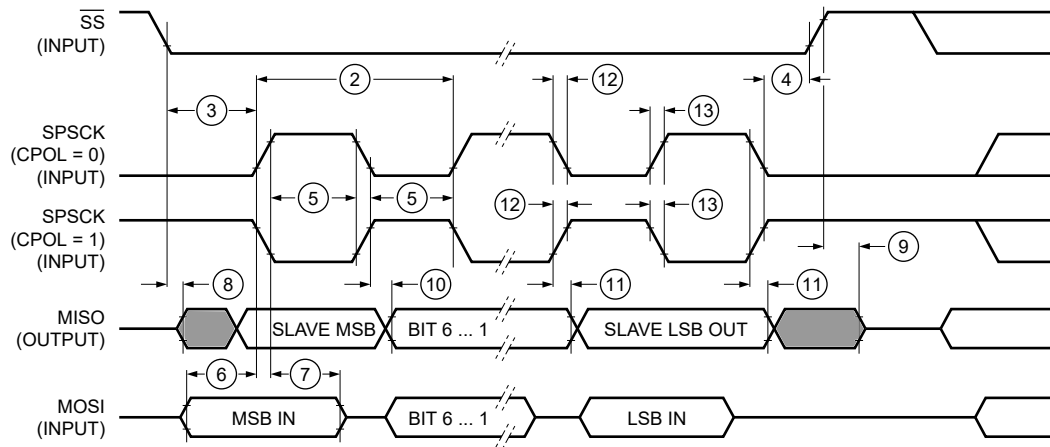 SS
(INPUT)
2
12
4
3
13
SPSCK
(CPOL = 0)
(INPUT)
5
5
12
13
SPSCK
(CPOL = 1)
(INPUT)
9
8
10
11
11
MISO
(OUTPUT)
SLAVE MSB
BIT 6 ... 1
SLAVE LSB OUT
6
7
MOSI
(INPUT)
MSB IN
BIT 6 ... 1
LSB IN